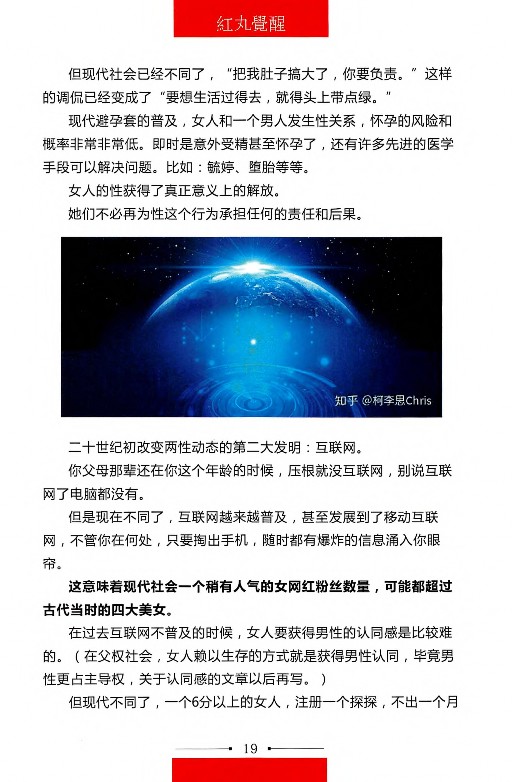 紅丸覺醒
但现代社会已经不同了，“把我肚子搞大了，你要负责。”这样
的调侃已经变成了“要想生活过得去，就得头上带点绿。”
现代避孕套的普及，女人和一个男人发生性关系，怀孕的风险和
概率非常非常低。即时是意外受精甚至怀孕了，还有许多先进的医学
手段可以解决问题。比如：毓婷、堕胎等等。
女人的性获得了真正意义上的解放。
她们不必再为性这个行为承担任何的责任和后果。
知乎 @柯李思Chris
二十世纪初改变两性动态的第二大发明：互联网。
你父母那辈还在你这个年龄的时候，压根就没互联网，别说互联
网了电脑都没有。
但是现在不同了，互联网越来越普及，甚至发展到了移动互联
网，不管你在何处，只要掏出手机，随时都有爆炸的信息涌入你眼
帘。
这意味着现代社会一个稍有人气的女网红粉丝数量，可能都超过
古代当时的四大美女。
在过去互联网不普及的时候，女人要获得男性的认同感是比较难
的。（在父权社会，女人赖以生存的方式就是获得男性认同，毕竟男
性更占主导权，关于认同感的文章以后再写。）
但现代不同了，一个6分以上的女人，注册一个探探，不出一个月
19